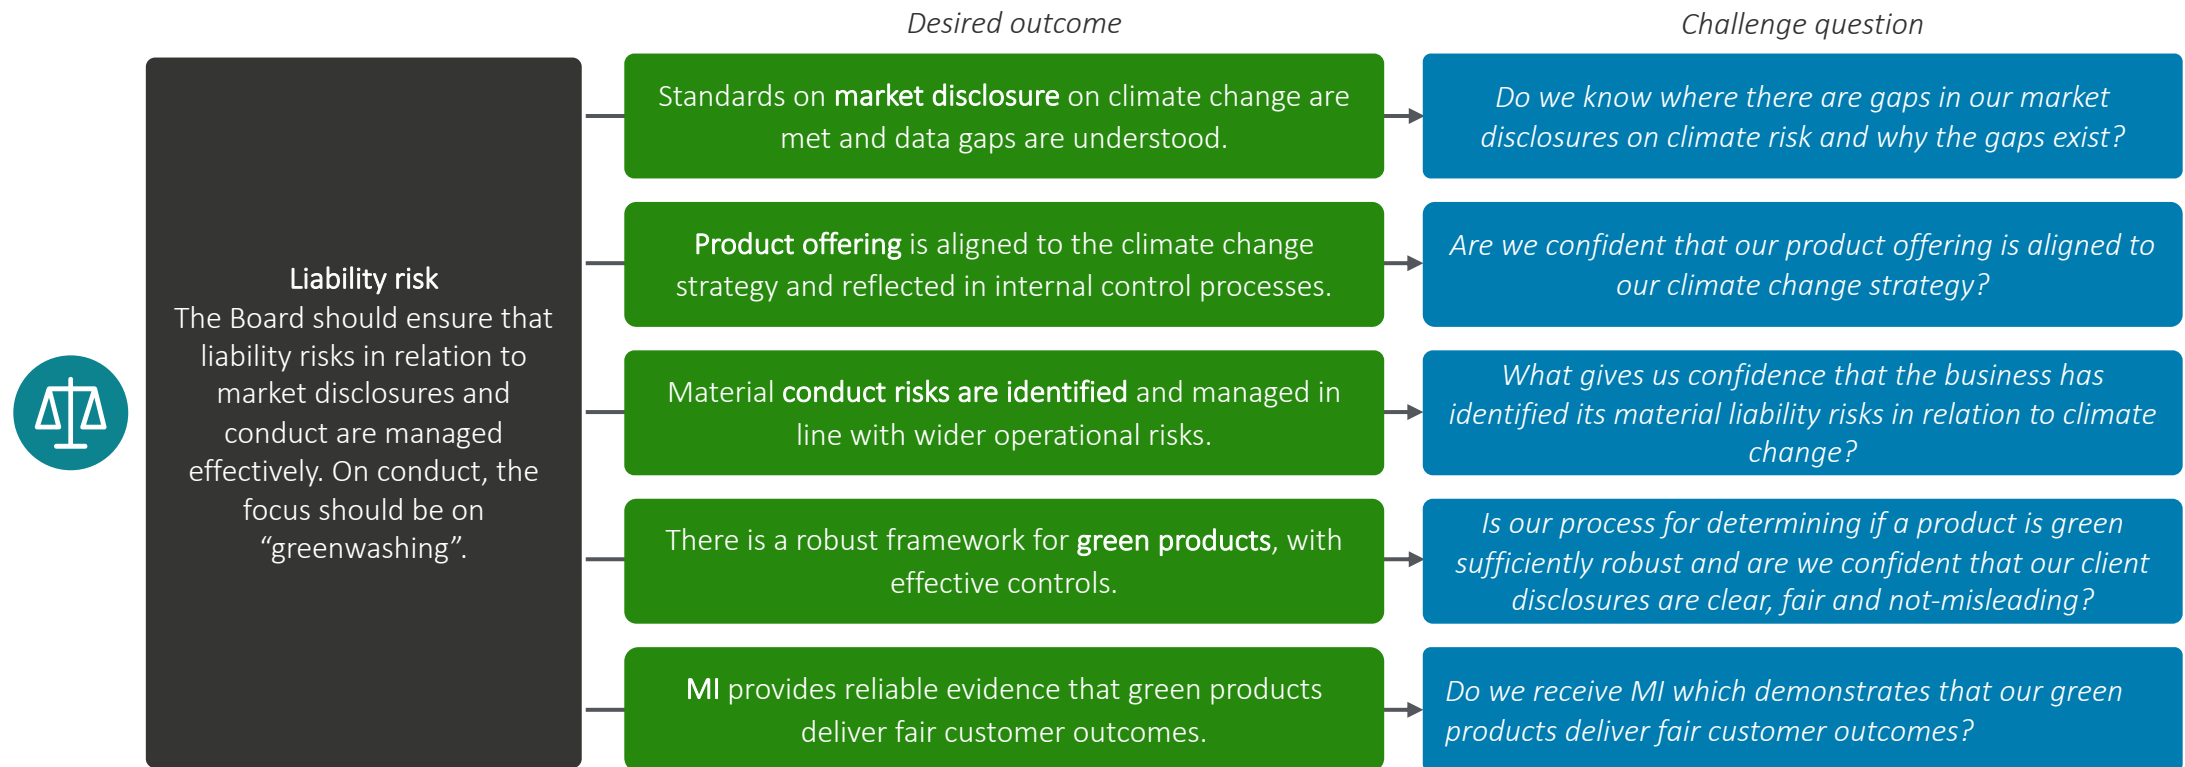 Desired outcome
Challenge question
Liability risk
The Board should ensure that
liability risks in relation to
market disclosures and
conduct are managed
effectively. On conduct, the
focus should be on
“greenwashing”.
Standards on market disclosure on climate change are
met and data gaps are understood.
Do we know where there are gaps in our market
disclosures on climate risk and why the gaps exist?
Product offering is aligned to the climate change
strategy and reflected in internal control processes.
Are we confident that our product offering is aligned to
our climate change strategy?
Material conduct risks are identified and managed in
line with wider operational risks.
What gives us confidence that the business has
identified its material liability risks in relation to climate
change?
There is a robust framework for green products, with
effective controls.
Is our process for determining if a product is green
sufficiently robust and are we confident that our client
disclosures are clear, fair and not-misleading?
MI provides reliable evidence that green products
deliver fair customer outcomes.
Do we receive MI which demonstrates that our green
products deliver fair customer outcomes?